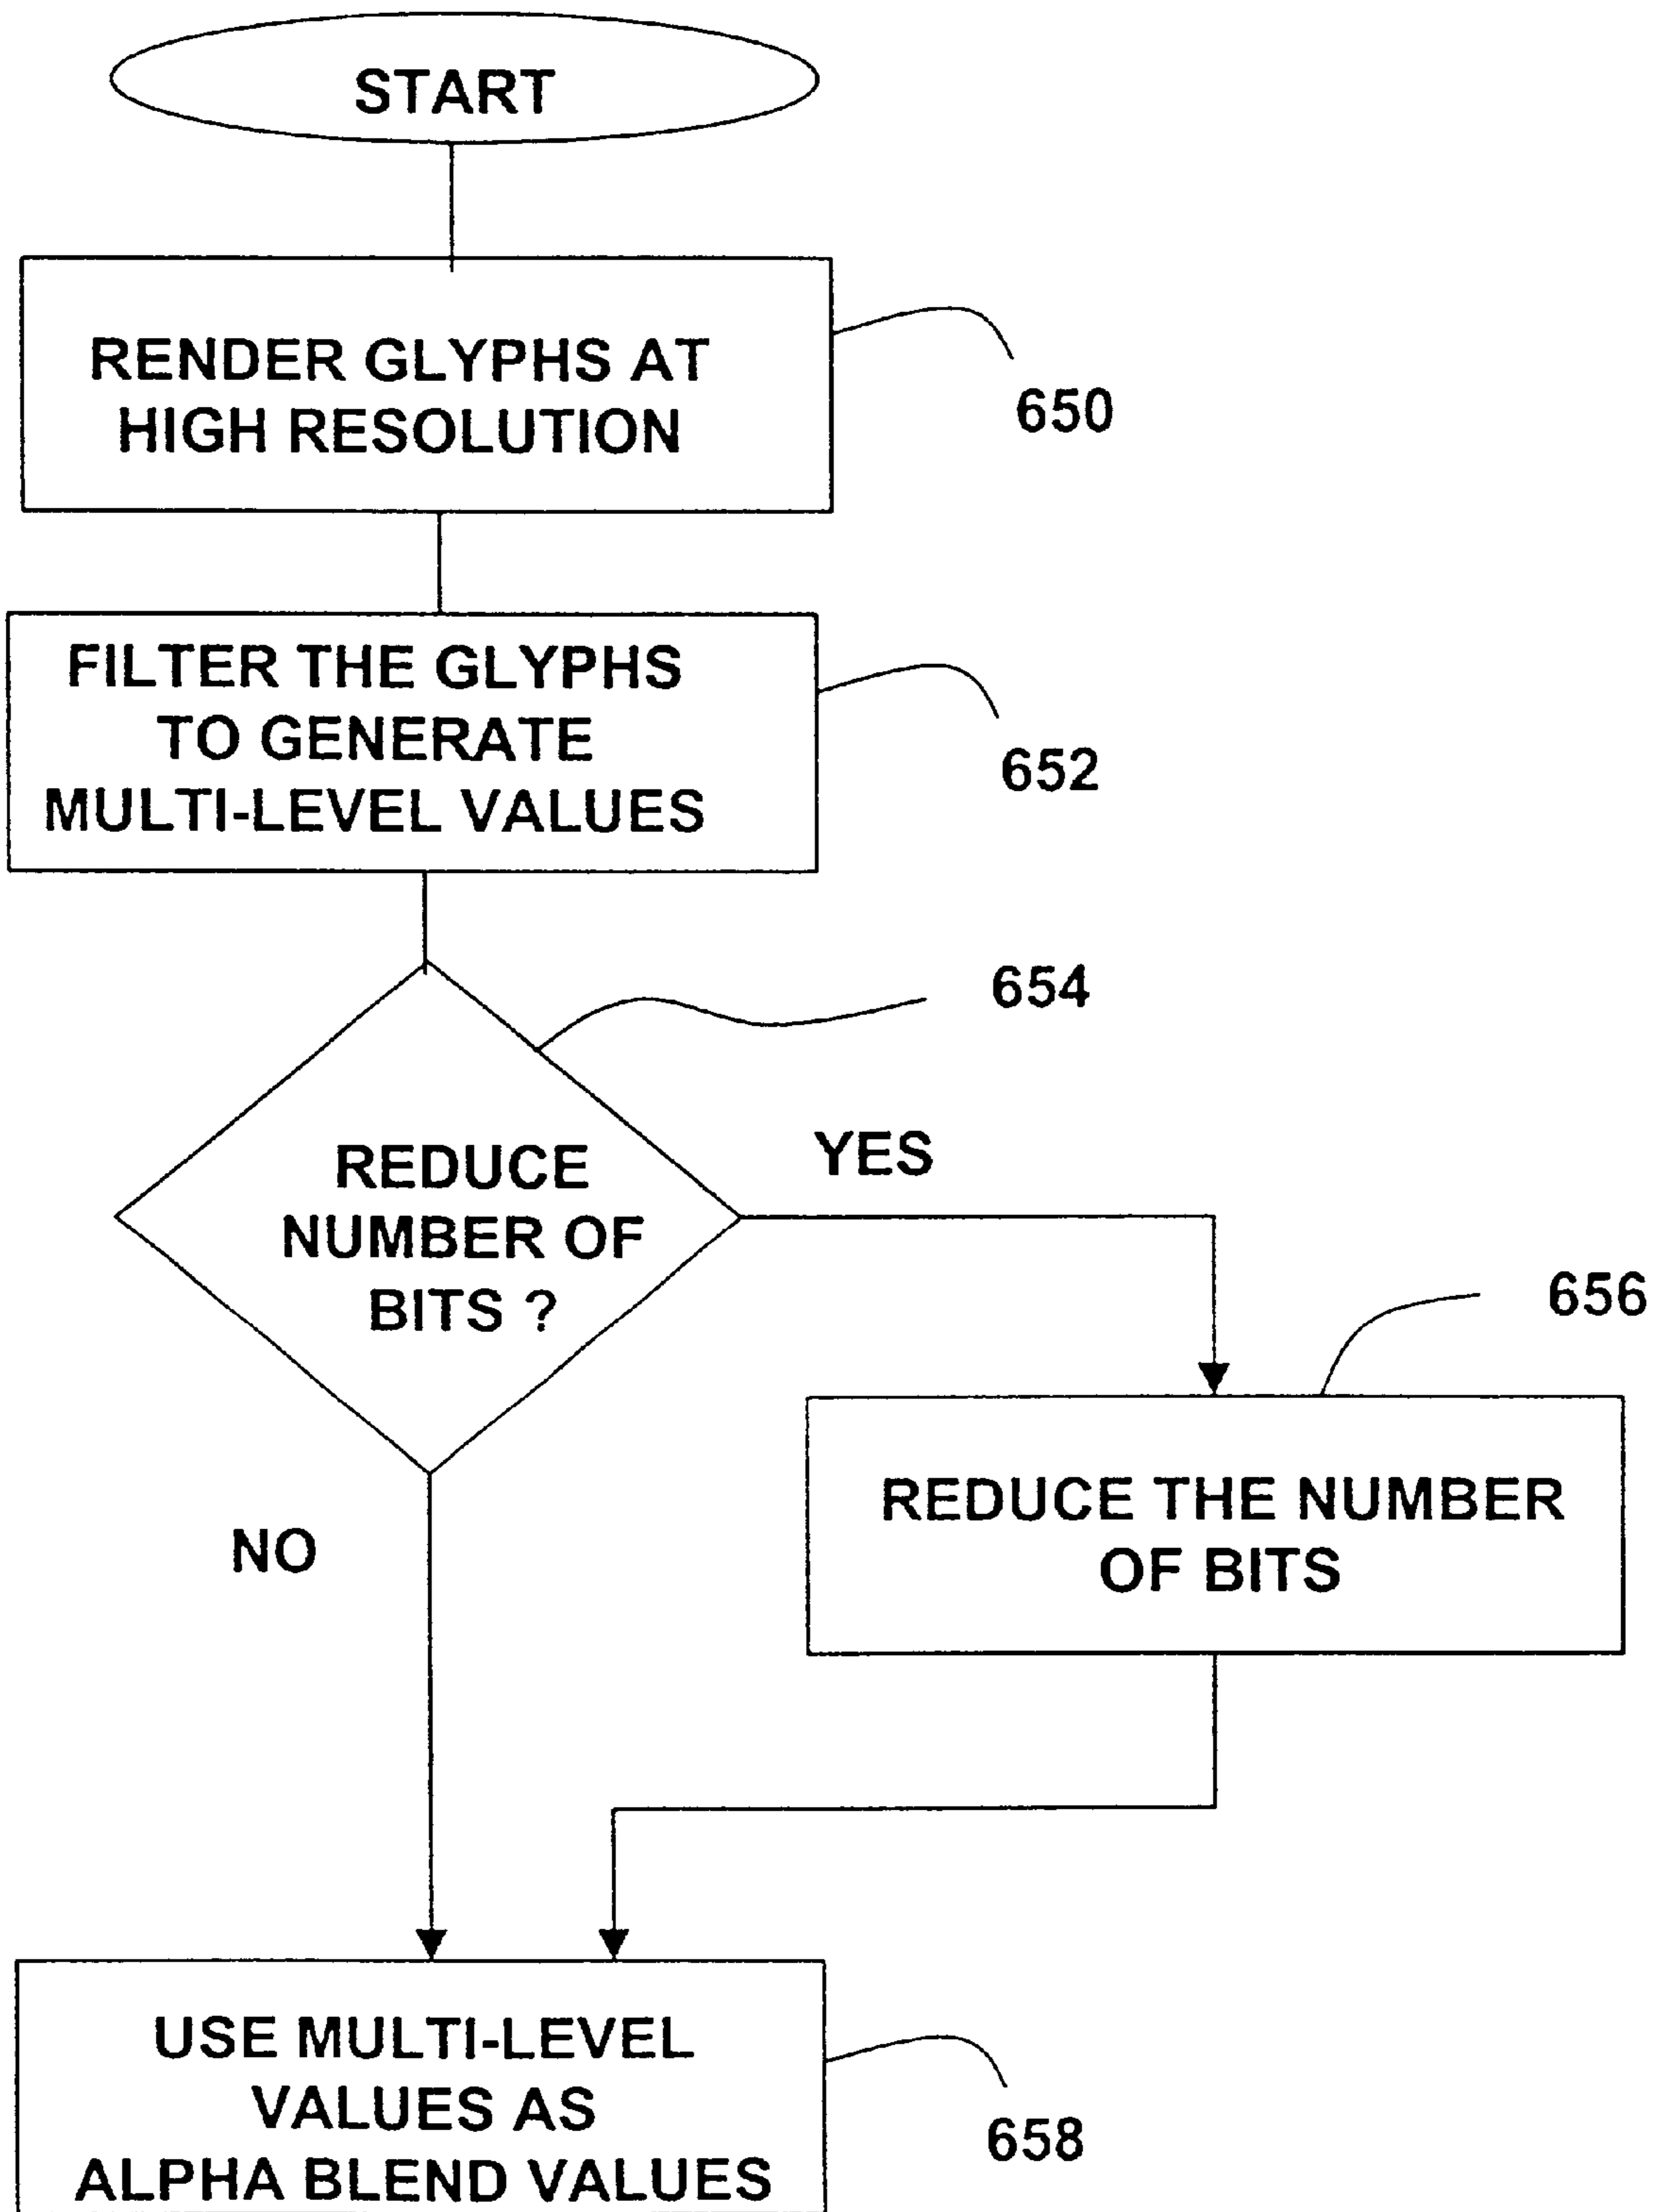 START
RENDER GLYPHS AT
HIGH RESOLUTION
650
FILTER THE GLYPHS
TO GENERATE
MULTI-LEVEL VALUES
652
654
REDUCE
NUMBER OF
BITS ?
YES
656
REDUCE THE NUMBER
OF BITS
NO
USE MULTI-LEVEL
VALUES AS
ALPHA BLEND VALUES
658